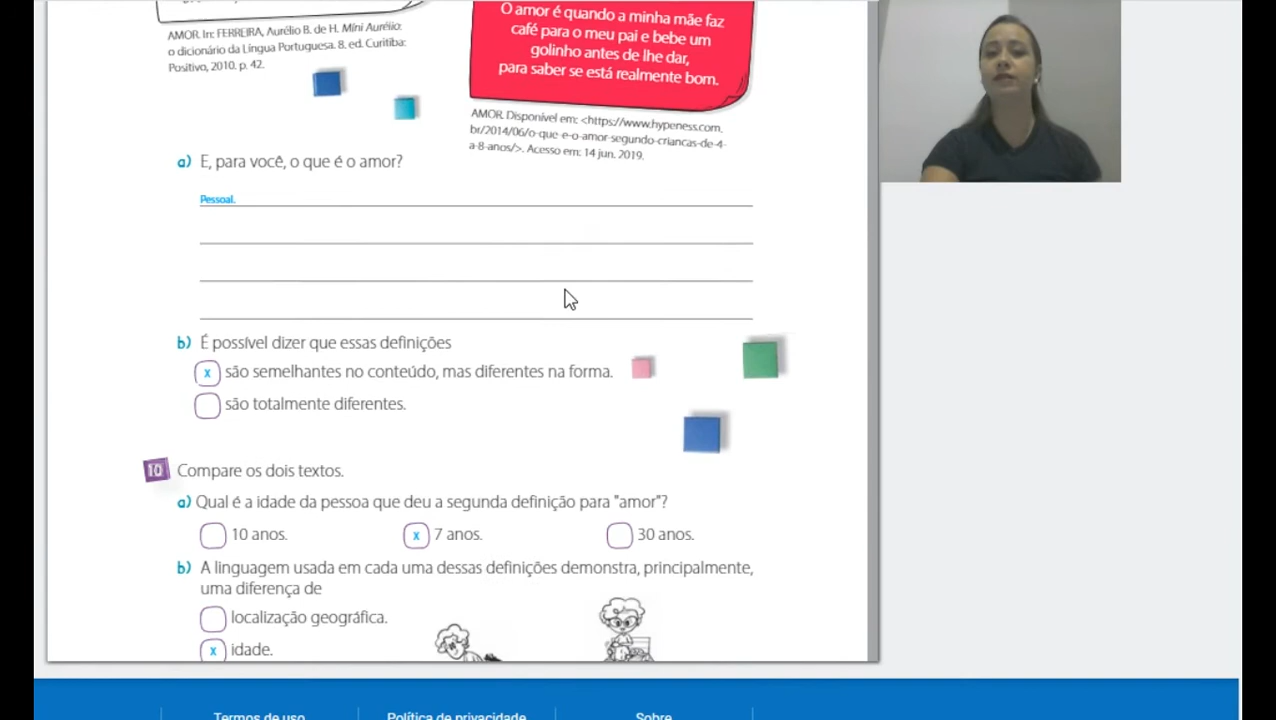 AMOR. In: FERREIRA, Aurélio B. de H. Míni Aurélio:
o dicionário da Língua Portuguesa. 8. ed. Curitiba:
Positivo, 2010. p. 42.
O amor é quando a minha mãe faz
café para o meu pai e bebe um
golinho antes de lhe dar,
para saber se está realmente bom.
AMOR. Disponível em: <https://www.hypeness.com.
br/2014/06/o-que-e-o-amor-segundo-criancas-de-4-
a-8-anos/>. Acesso em: 14 jun. 2019.
a) E, para você, o que é o amor?
Pessoal.
b) É possível dizer que essas definições
x são semelhantes no conteúdo, mas diferentes na forma.
são totalmente diferentes.
10 Compare os dois textos.
a) Qual é a idade da pessoa que deu a segunda definição para "amor"?
10 anos. x 7 anos. 30 anos.
b) A linguagem usada em cada uma dessas definições demonstra, principalmente,
uma diferença de
localização geográfica.
x idade.
Termos de uso Política de privacidade Sobre